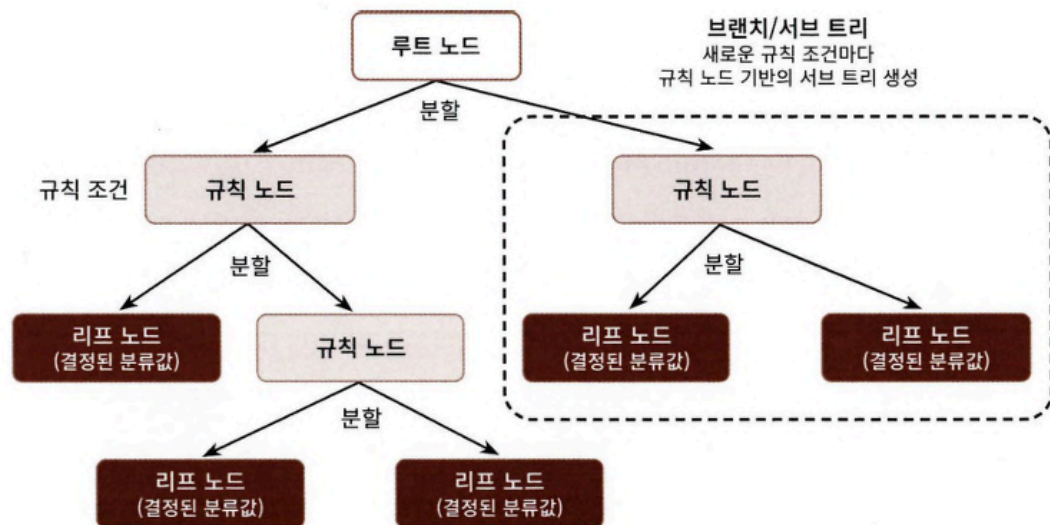 루트 노드
브랜치/서브 트리
새로운 규칙 조건마다
규칙 노드 기반의 서브 트리 생성
분할
규칙 조건
규칙 노드
규칙 노드
분할
분할
리프 노드
(결정된 분류값)
규칙 노드
리프 노드
(결정된 분류값)
리프 노드
(결정된 분류값)
분할
리프 노드
(결정된 분류값)
리프 노드
(결정된 분류값)